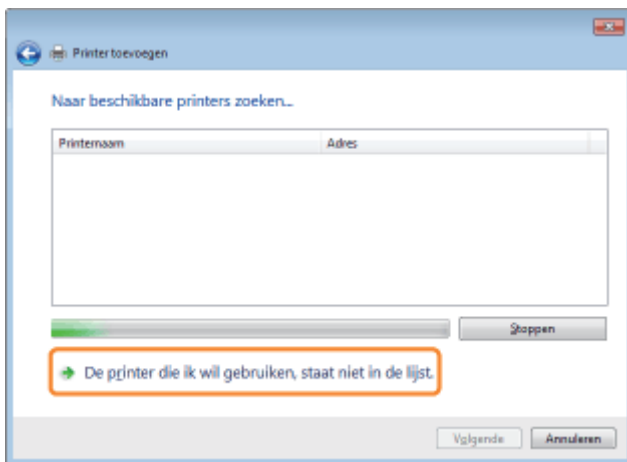 Printer toevoegen
Naar beschikbare printers zoeken...
Printernaam Adres
Stoppen
De printer die ik wil gebruiken, staat niet in de lijst.
Volgende Annuleren